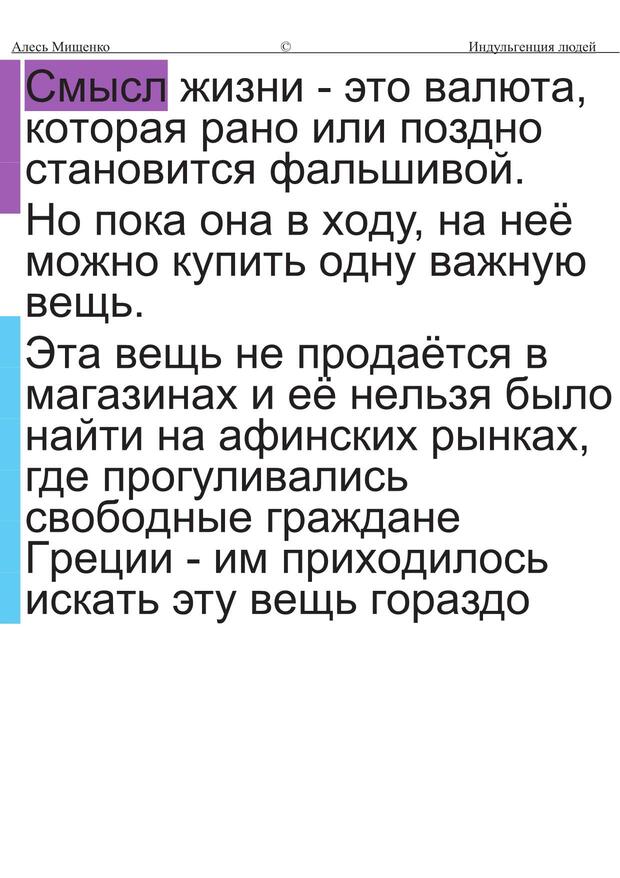 Алесь Мищенко © Индульгенция людей
Смысл жизни - это валюта,
которая рано или поздно
становится фальшивой.
Но пока она в ходу, на неё
можно купить одну важную
вещь.
Эта вещь не продаётся в
магазинах и её нельзя было
найти на афинских рынках,
где прогуливались
свободные граждане
Греции - им приходилось
искать эту вещь гораздо